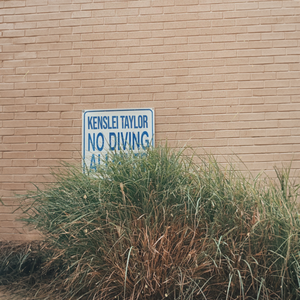 KENSLEI TAYLOR
NO DIVING